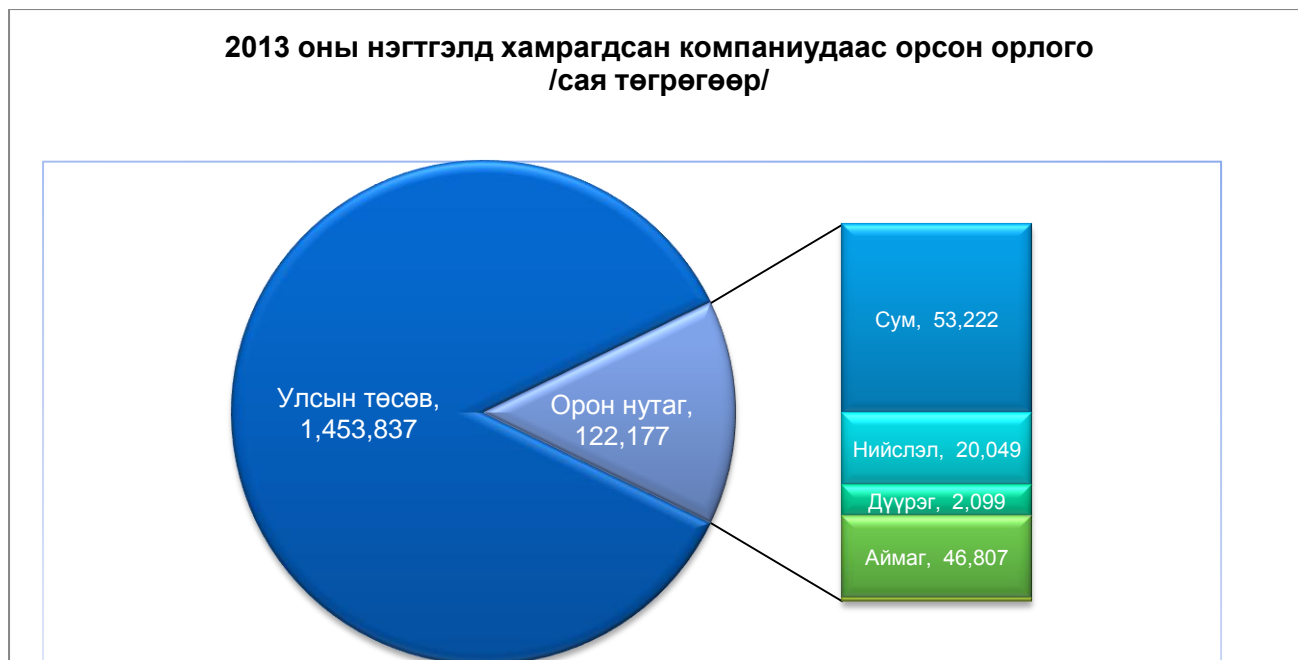 2013 оны нэгтгэлд хамрагдсан компаниудаас орсон орлого
/сая төгрөгөөр/
Улсын төсөв,
1,453,837
Орон нутаг,
122,177
Сум, 53,222
Нийслэл, 20,049
Дүүрэг, 2,099
Аймаг, 46,807